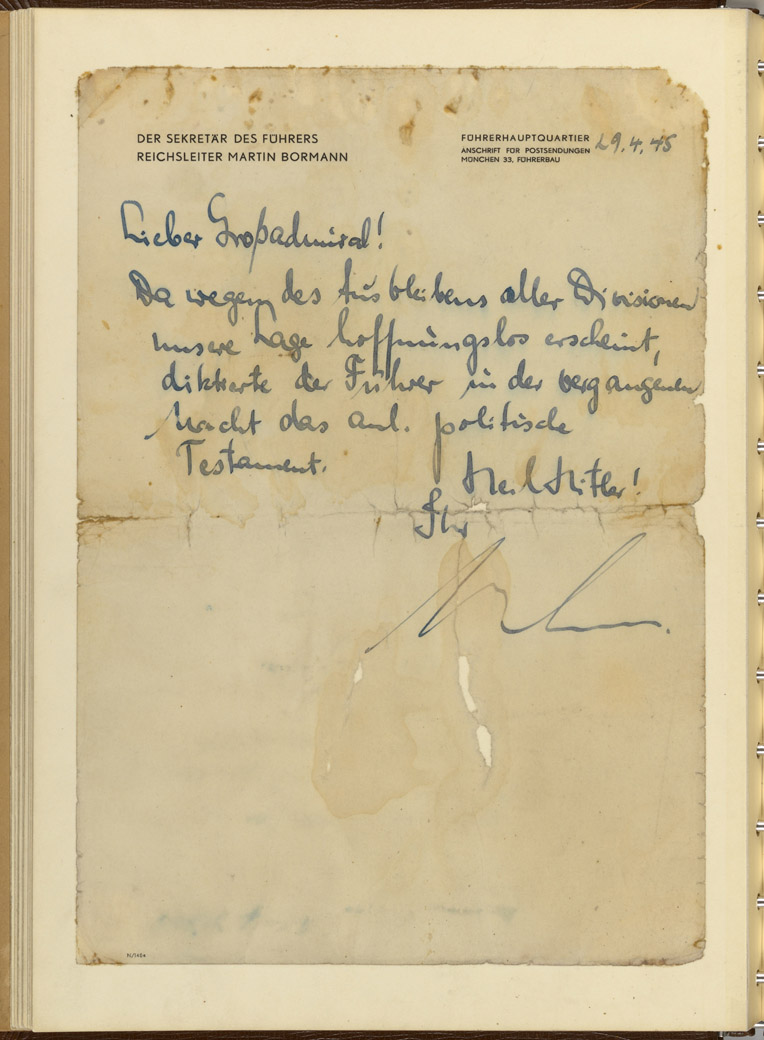 DER SEKRETÄR DES FÜHRERS
REICHSLEITER MARTIN BORMANN
FÜHRERHAUPTQUARTIER
ANSCHRIFT FÜR POSTSENDUNGEN
MÜNCHEN 33, FÜHRERBAU
29.4.45
Lieber Großadmiral!
Da wegen des Ausbleibens aller Divisionen
unsere Lage hoffnungslos erscheint,
diktierte der Führer in der vergangenen
Nacht das anl. politische
Testament.
Heil Hitler!
Ihr